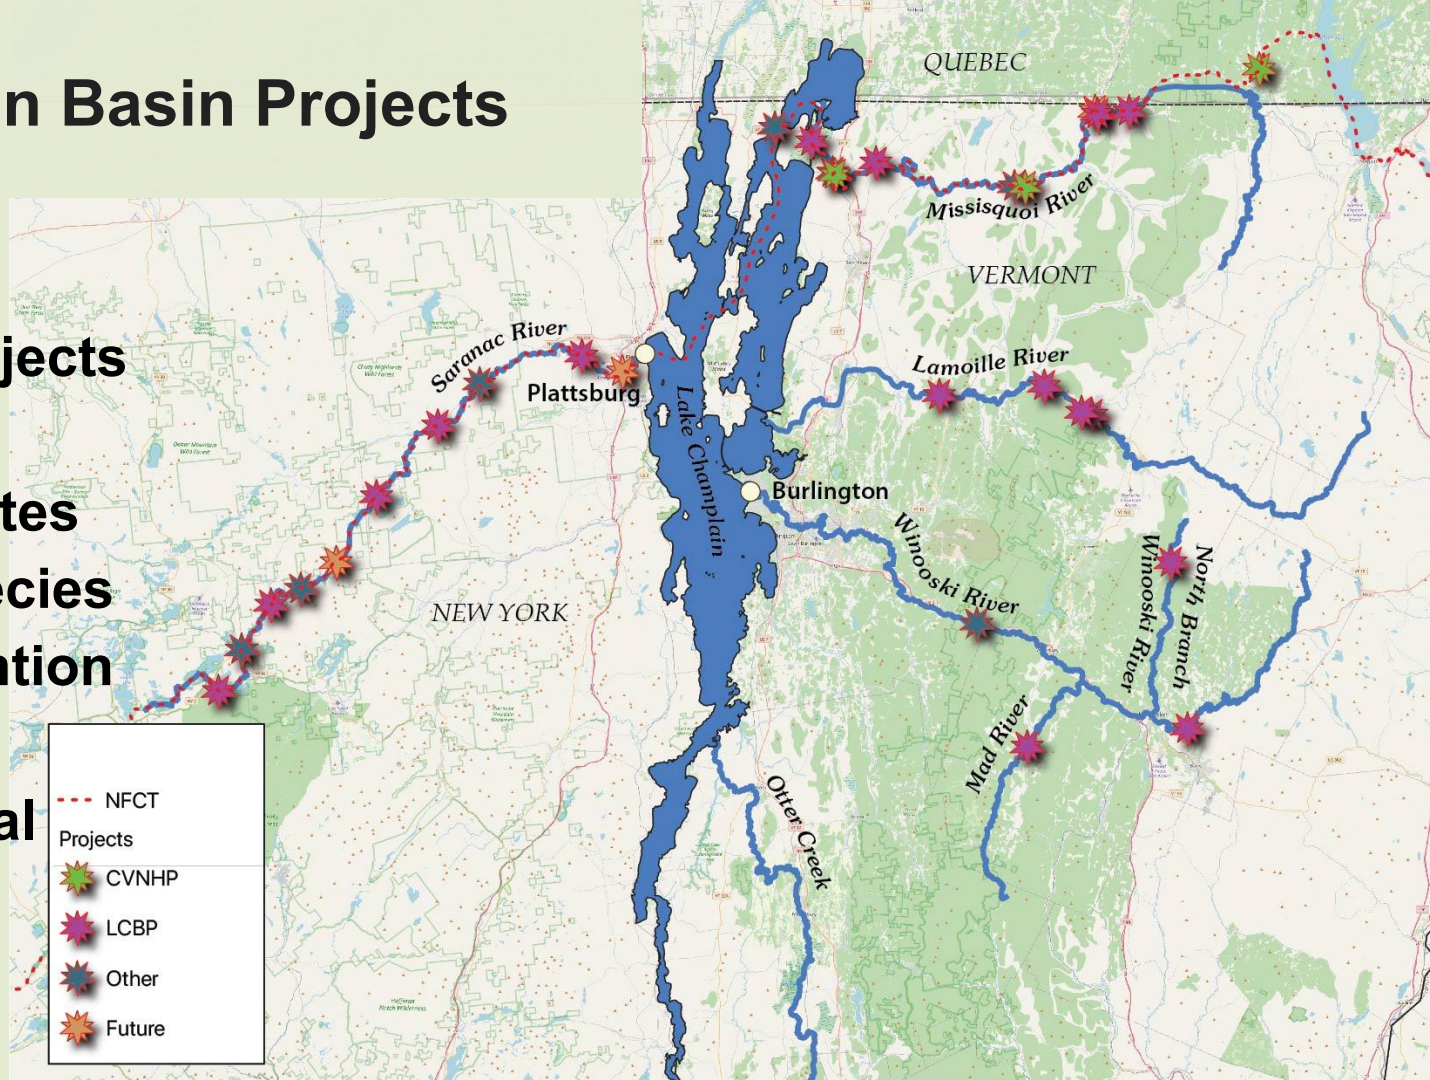 n Basin Projects
jects
tes
ecies
ation
al
QUEBEC
Missisquoi River
VERMONT
Saranac River
Plattsburg
Lamoille River
Lake Champlain
Burlington
Winooski River
NEW YORK
North Branch
Winooski River
Mad River
Otter Creek
NFCT
Projects
CVNHP
LCBP
Other
Future